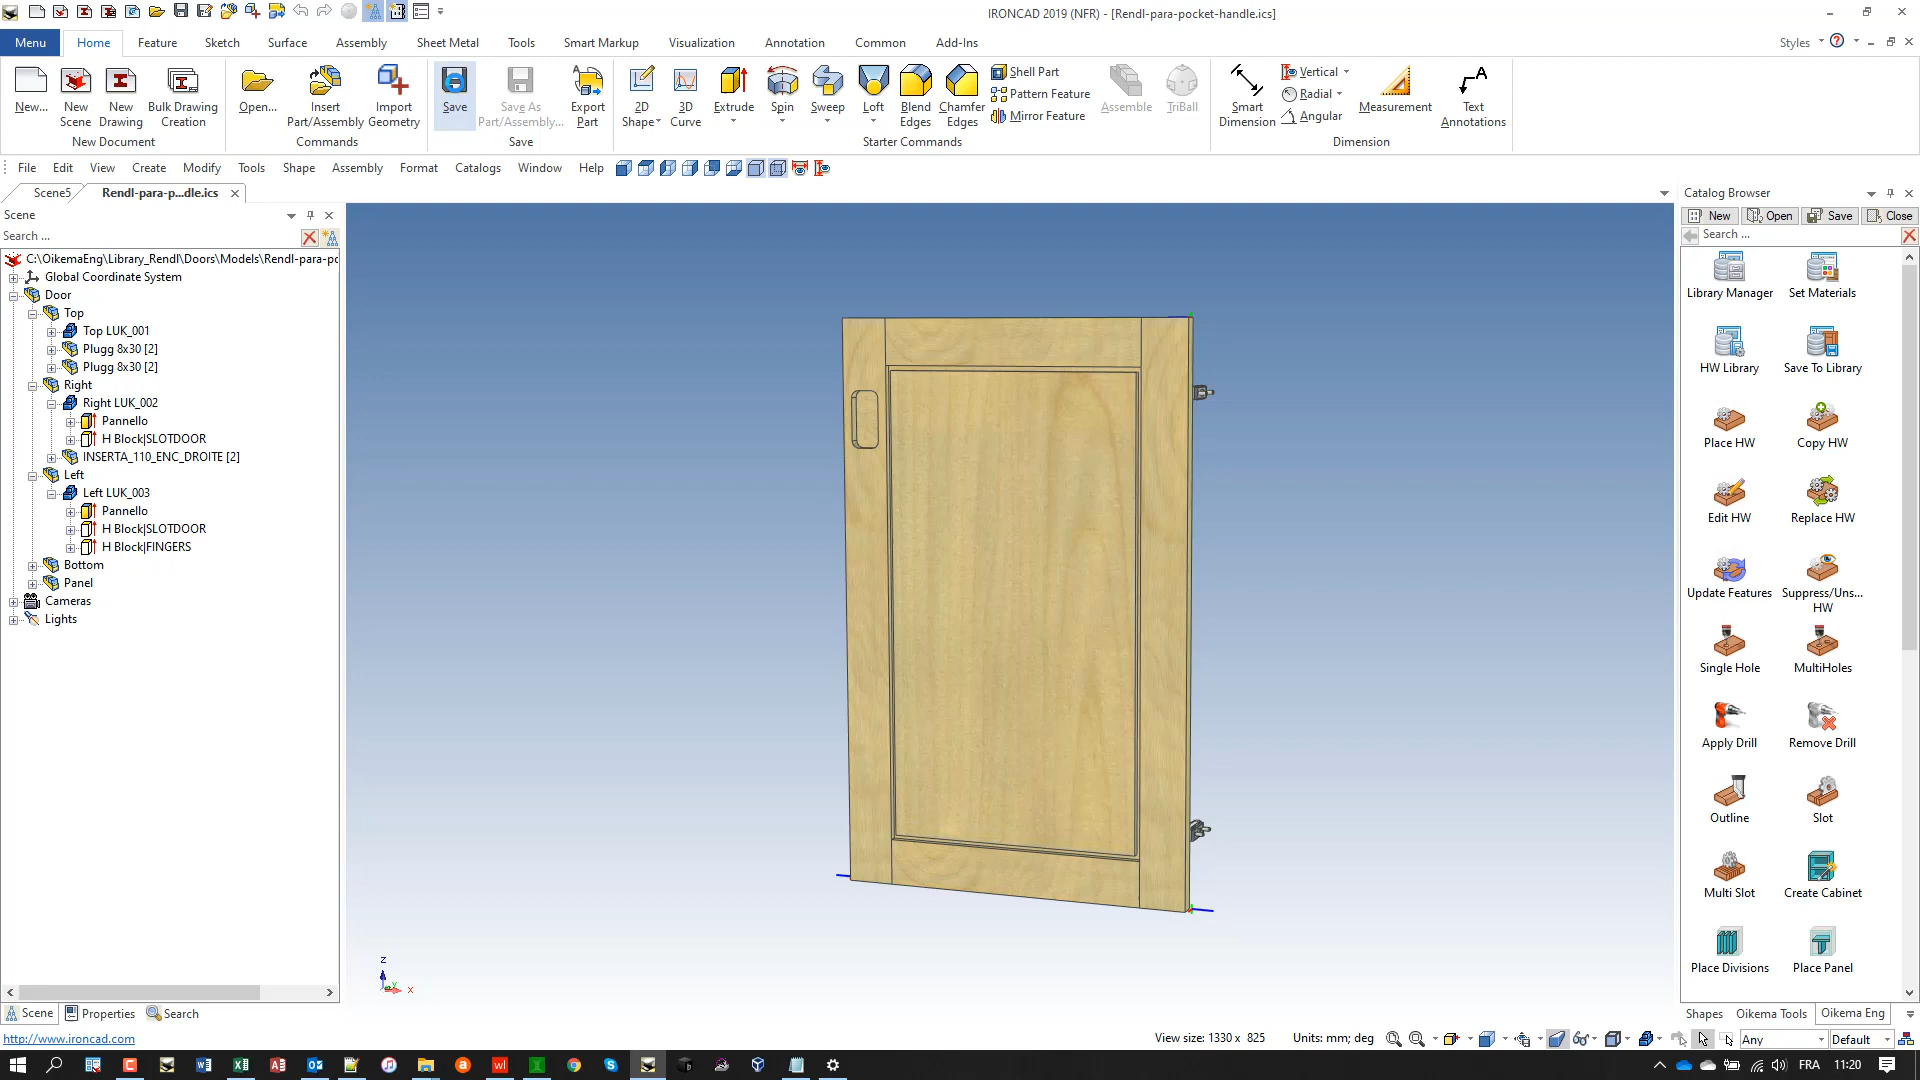 IRONCAD 2019 (NFR) - [Rendl-para-pocket-handle.ics]
Menu Home Feature Sketch Surface Assembly Sheet Metal Tools Smart Markup Visualization Annotation Common Add-Ins Styles
New... New Scene New Drawing Bulk Drawing Creation
New Document
Open... Insert Part/Assembly Import Geometry
Commands
Save Save As Part/Assembly... Export Part
Save
2D Shape 3D Curve Extrude Spin Sweep Loft Blend Edges Chamfer Edges
Shell Part
Pattern Feature
Mirror Feature
Assemble TriBall
Starter Commands
Smart Dimension
Vertical
Radial
Angular
Measurement Text Annotations
Dimension
File Edit View Create Modify Tools Shape Assembly Format Catalogs Window Help
Scene5 Rendl-para-p...dle.ics
Scene
Search ...
C:\OikemaEng\Library_Rendl\Doors\Models\Rendl-para-po
Global Coordinate System
Door
Top
Top LUK_001
Plugg 8x30 [2]
Plugg 8x30 [2]
Right
Right LUK_002
Pannello
H Block|SLOTDOOR
INSERTA_110_ENC_DROITE [2]
Left
Left LUK_003
Pannello
H Block|SLOTDOOR
H Block|FINGERS
Bottom
Panel
Cameras
Lights
Scene Properties Search
z
y
x
Catalog Browser
New Open Save Close
Search ...
Library Manager Set Materials
HW Library Save To Library
Place HW Copy HW
Edit HW Replace HW
Update Features Suppress/Uns... HW
Single Hole MultiHoles
Apply Drill Remove Drill
Outline Slot
Multi Slot Create Cabinet
Place Divisions Place Panel
Shapes Oikema Tools Oikema Eng
http://www.ironcad.com
View size: 1330 x 825 Units: mm; deg Any Default
FRA 11:20